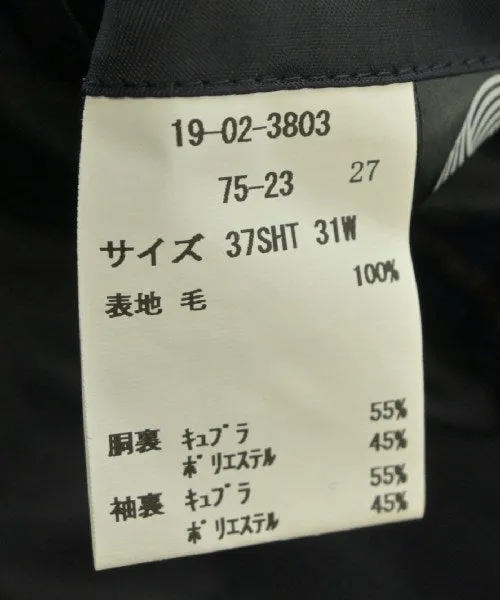 19-02-3803
75-23 27
サイズ 37SHT 31W
表地 毛 100%
胴裏 キュプラ 55%
ポリエステル 45%
袖裏 キュプラ 55%
ポリエステル 45%